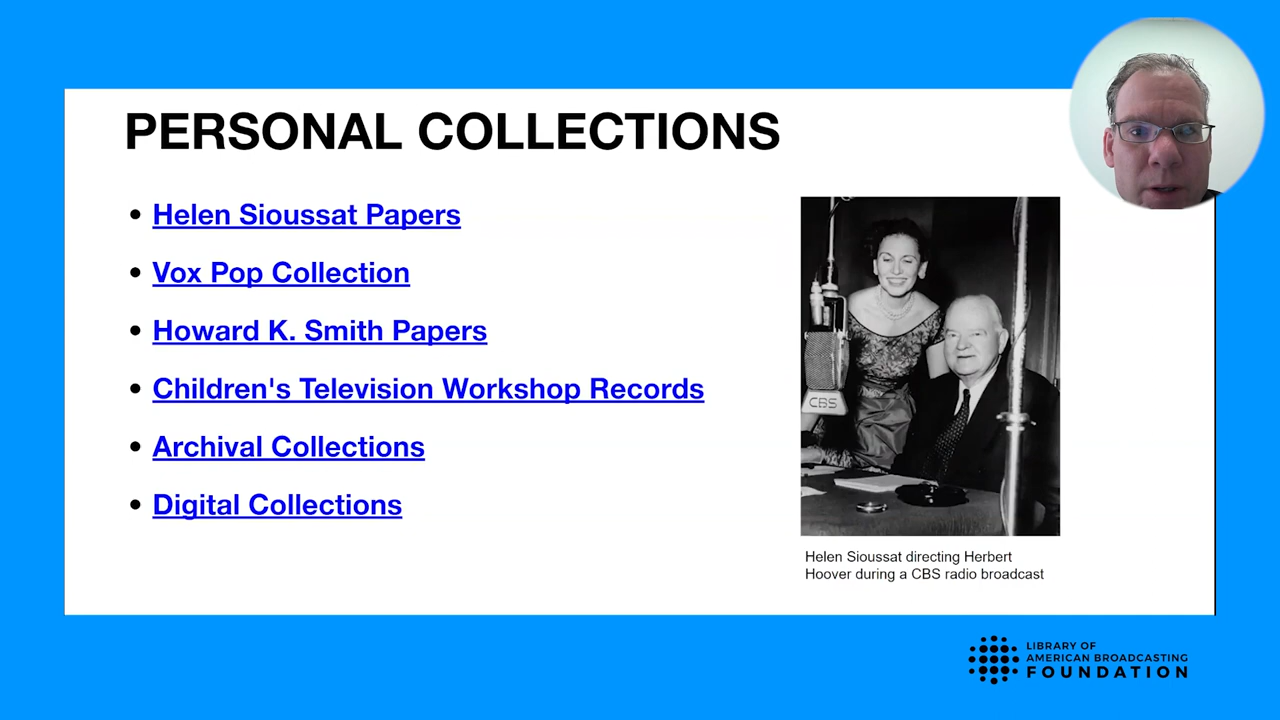 PERSONAL COLLECTIONS
• Helen Sioussat Papers
• Vox Pop Collection
• Howard K. Smith Papers
• Children's Television Workshop Records
• Archival Collections
• Digital Collections
CBS
Helen Sioussat directing Herbert
Hoover during a CBS radio broadcast
LIBRARY OF
AMERICAN BROADCASTING
FOUNDATION